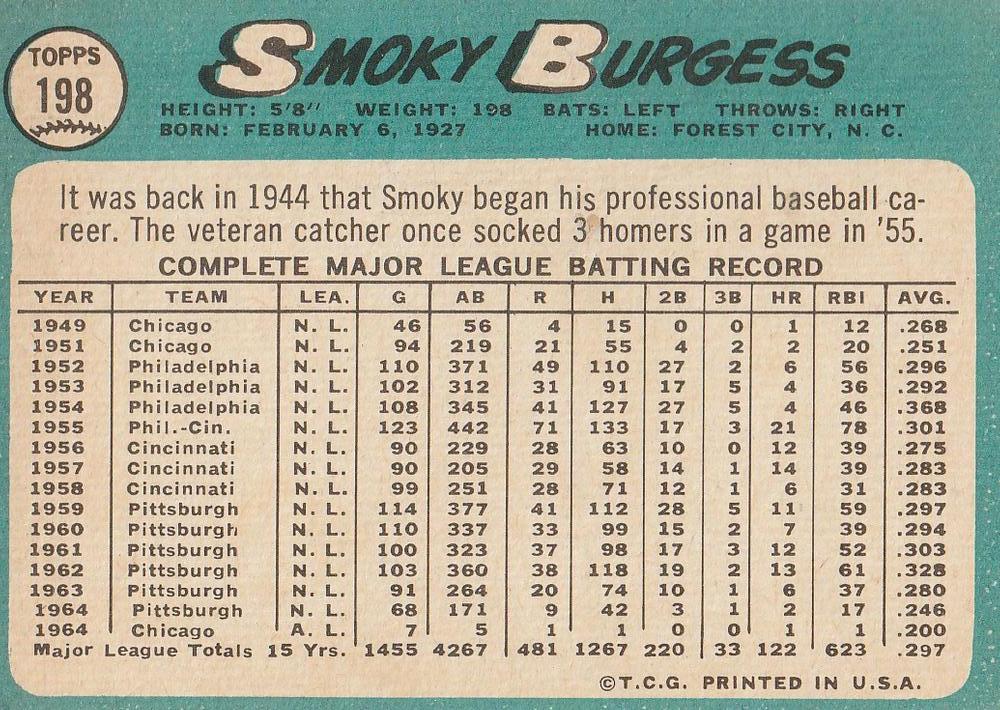 TOPPS
198
SMOKY BURGESS
HEIGHT: 5'8" WEIGHT: 198 BATS: LEFT THROWS: RIGHT
BORN: FEBRUARY 6, 1927 HOME: FOREST CITY, N. C.
It was back in 1944 that Smoky began his professional baseball ca-
reer. The veteran catcher once socked 3 homers in a game in '55.
COMPLETE MAJOR LEAGUE BATTING RECORD
YEAR TEAM LEA. G AB R H 2B 3B HR RBI AVG.
1949 Chicago N. L. 46 56 4 15 0 0 1 12 .268
1951 Chicago N. L. 94 219 21 55 4 2 2 20 .251
1952 Philadelphia N. L. 110 371 49 110 27 2 6 56 .296
1953 Philadelphia N. L. 102 312 31 91 17 5 4 36 .292
1954 Philadelphia N. L. 108 345 41 127 27 5 4 46 .368
1955 Phil.-Cin. N. L. 123 442 71 133 17 3 21 78 .301
1956 Cincinnati N. L. 90 229 28 63 10 0 12 39 .275
1957 Cincinnati N. L. 90 205 29 58 14 1 14 39 .283
1958 Cincinnati N. L. 99 251 28 71 12 1 6 31 .283
1959 Pittsburgh N. L. 114 377 41 112 28 5 11 59 .297
1960 Pittsburgh N. L. 110 337 33 99 15 2 7 39 .294
1961 Pittsburgh N. L. 100 323 37 98 17 3 12 52 .303
1962 Pittsburgh N. L. 103 360 38 118 19 2 13 61 .328
1963 Pittsburgh N. L. 91 264 20 74 10 1 6 37 .280
1964 Pittsburgh N. L. 68 171 9 42 3 1 2 17 .246
1964 Chicago A. L. 7 5 1 1 0 0 1 1 .200
Major League Totals 15 Yrs. 1455 4267 481 1267 220 33 122 623 .297
©T.C.G. PRINTED IN U.S.A.